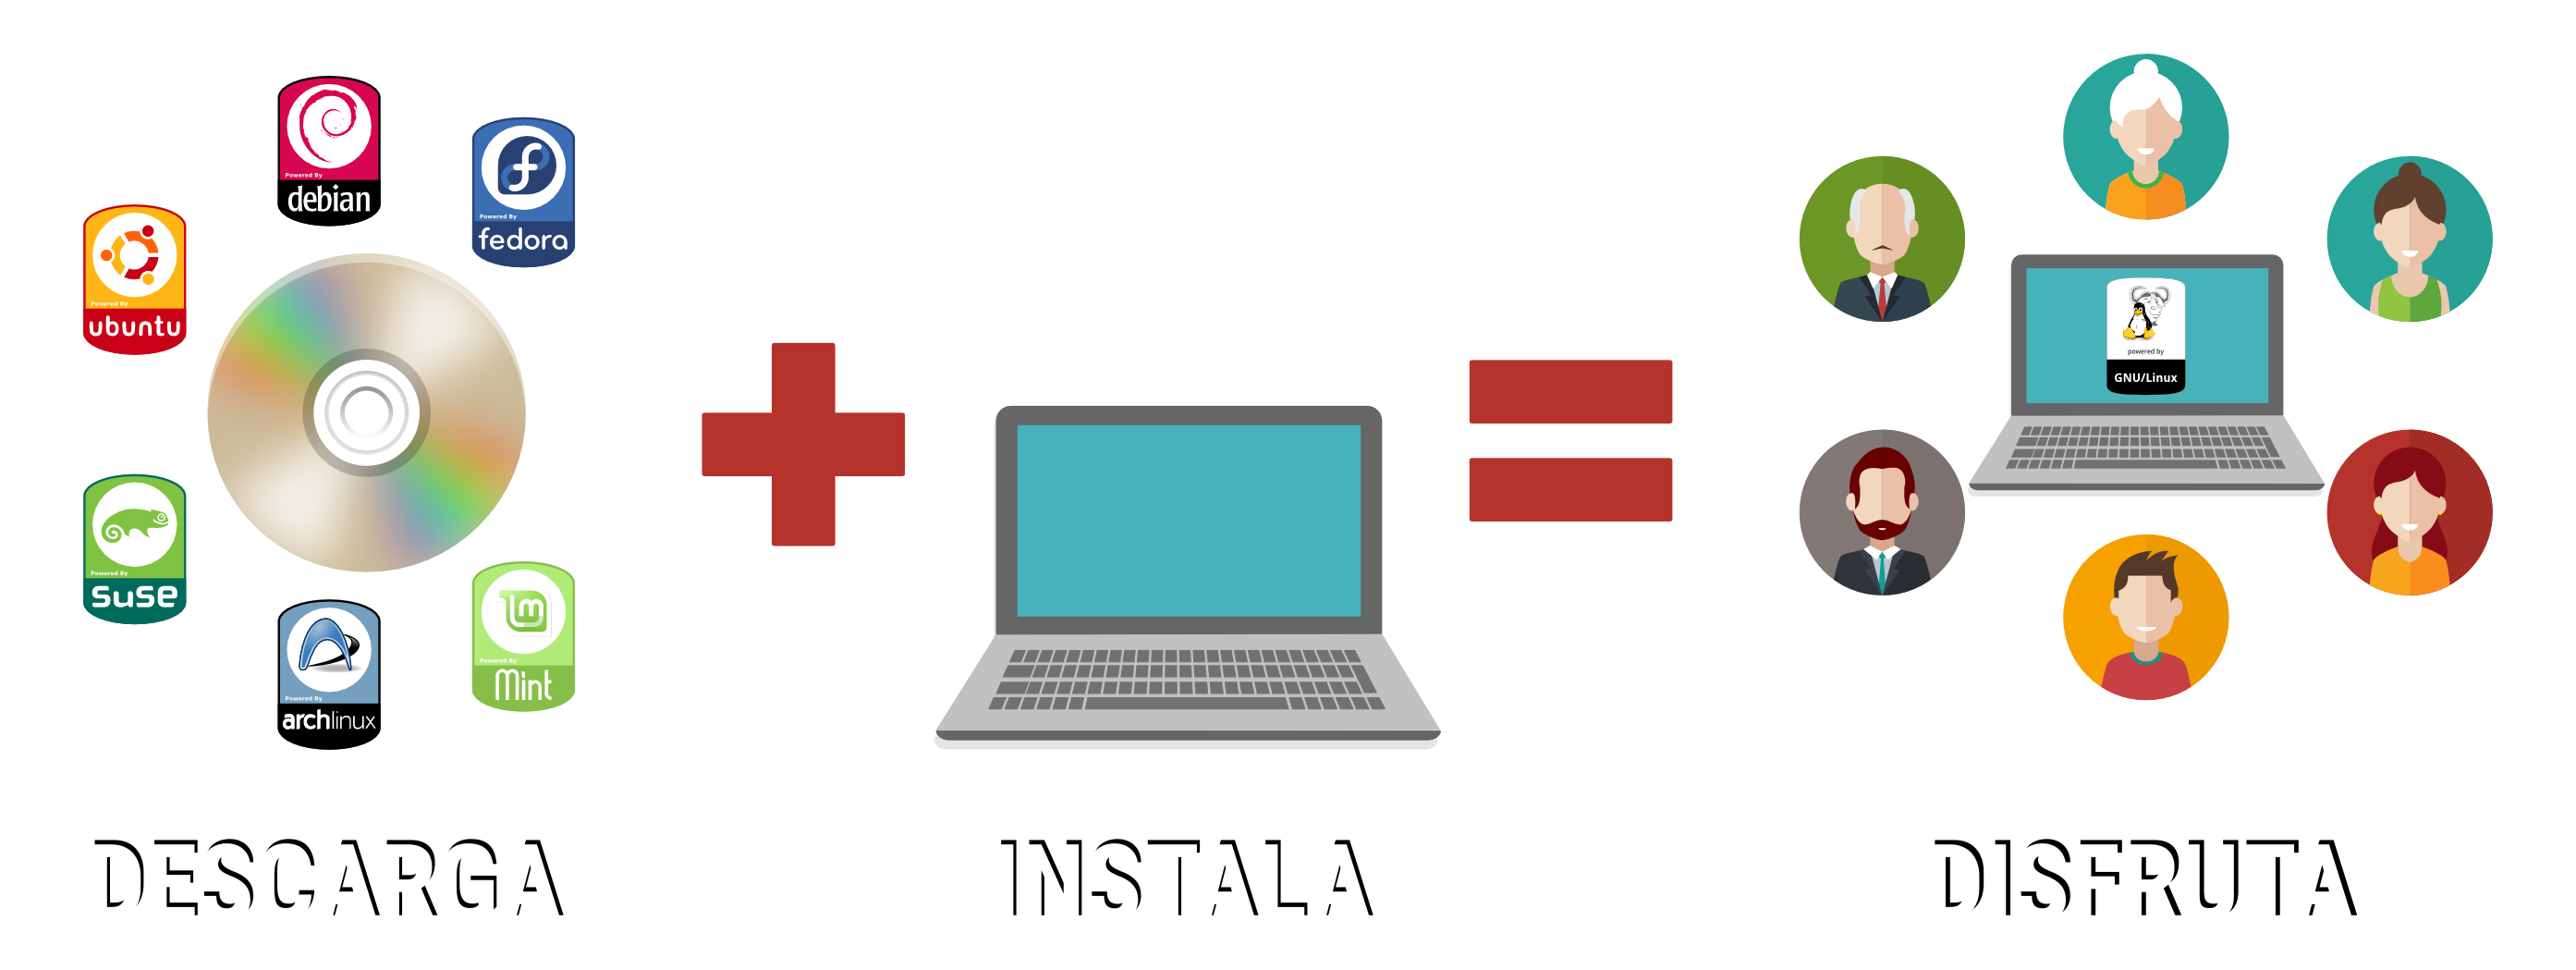 Powered By
debian
Powered By
fedora
Powered By
ubuntu
Powered By
suse
Powered By
Mint
Powered By
archlinux
powered by
GNU/Linux
DESCARGA
INSTALA
DISFRUTA